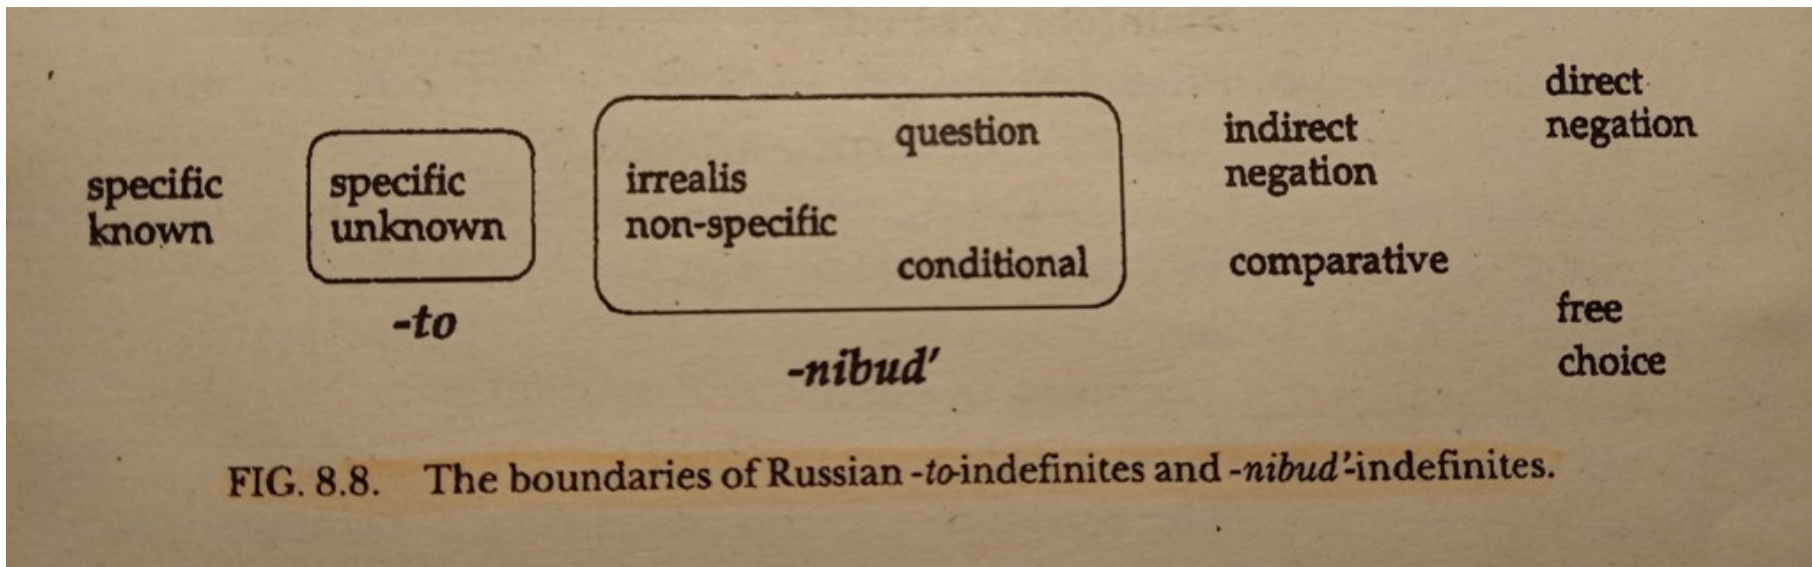 specific
known
specific
unknown
-to
irrealis
non-specific
question
conditional
-nibud'
indirect
negation
comparative
direct
negation
free
choice
FIG. 8.8. The boundaries of Russian -to-indefinites and -nibud'-indefinites.